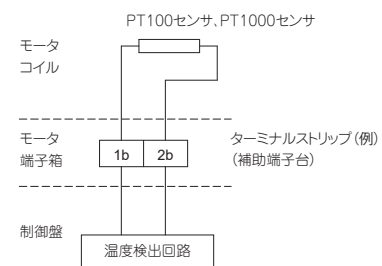 PT100センサ、PT1000センサ
モータ
コイル
モータ
端子箱
1b
2b
ターミナルストリップ(例)
(補助端子台)
制御盤
温度検出回路